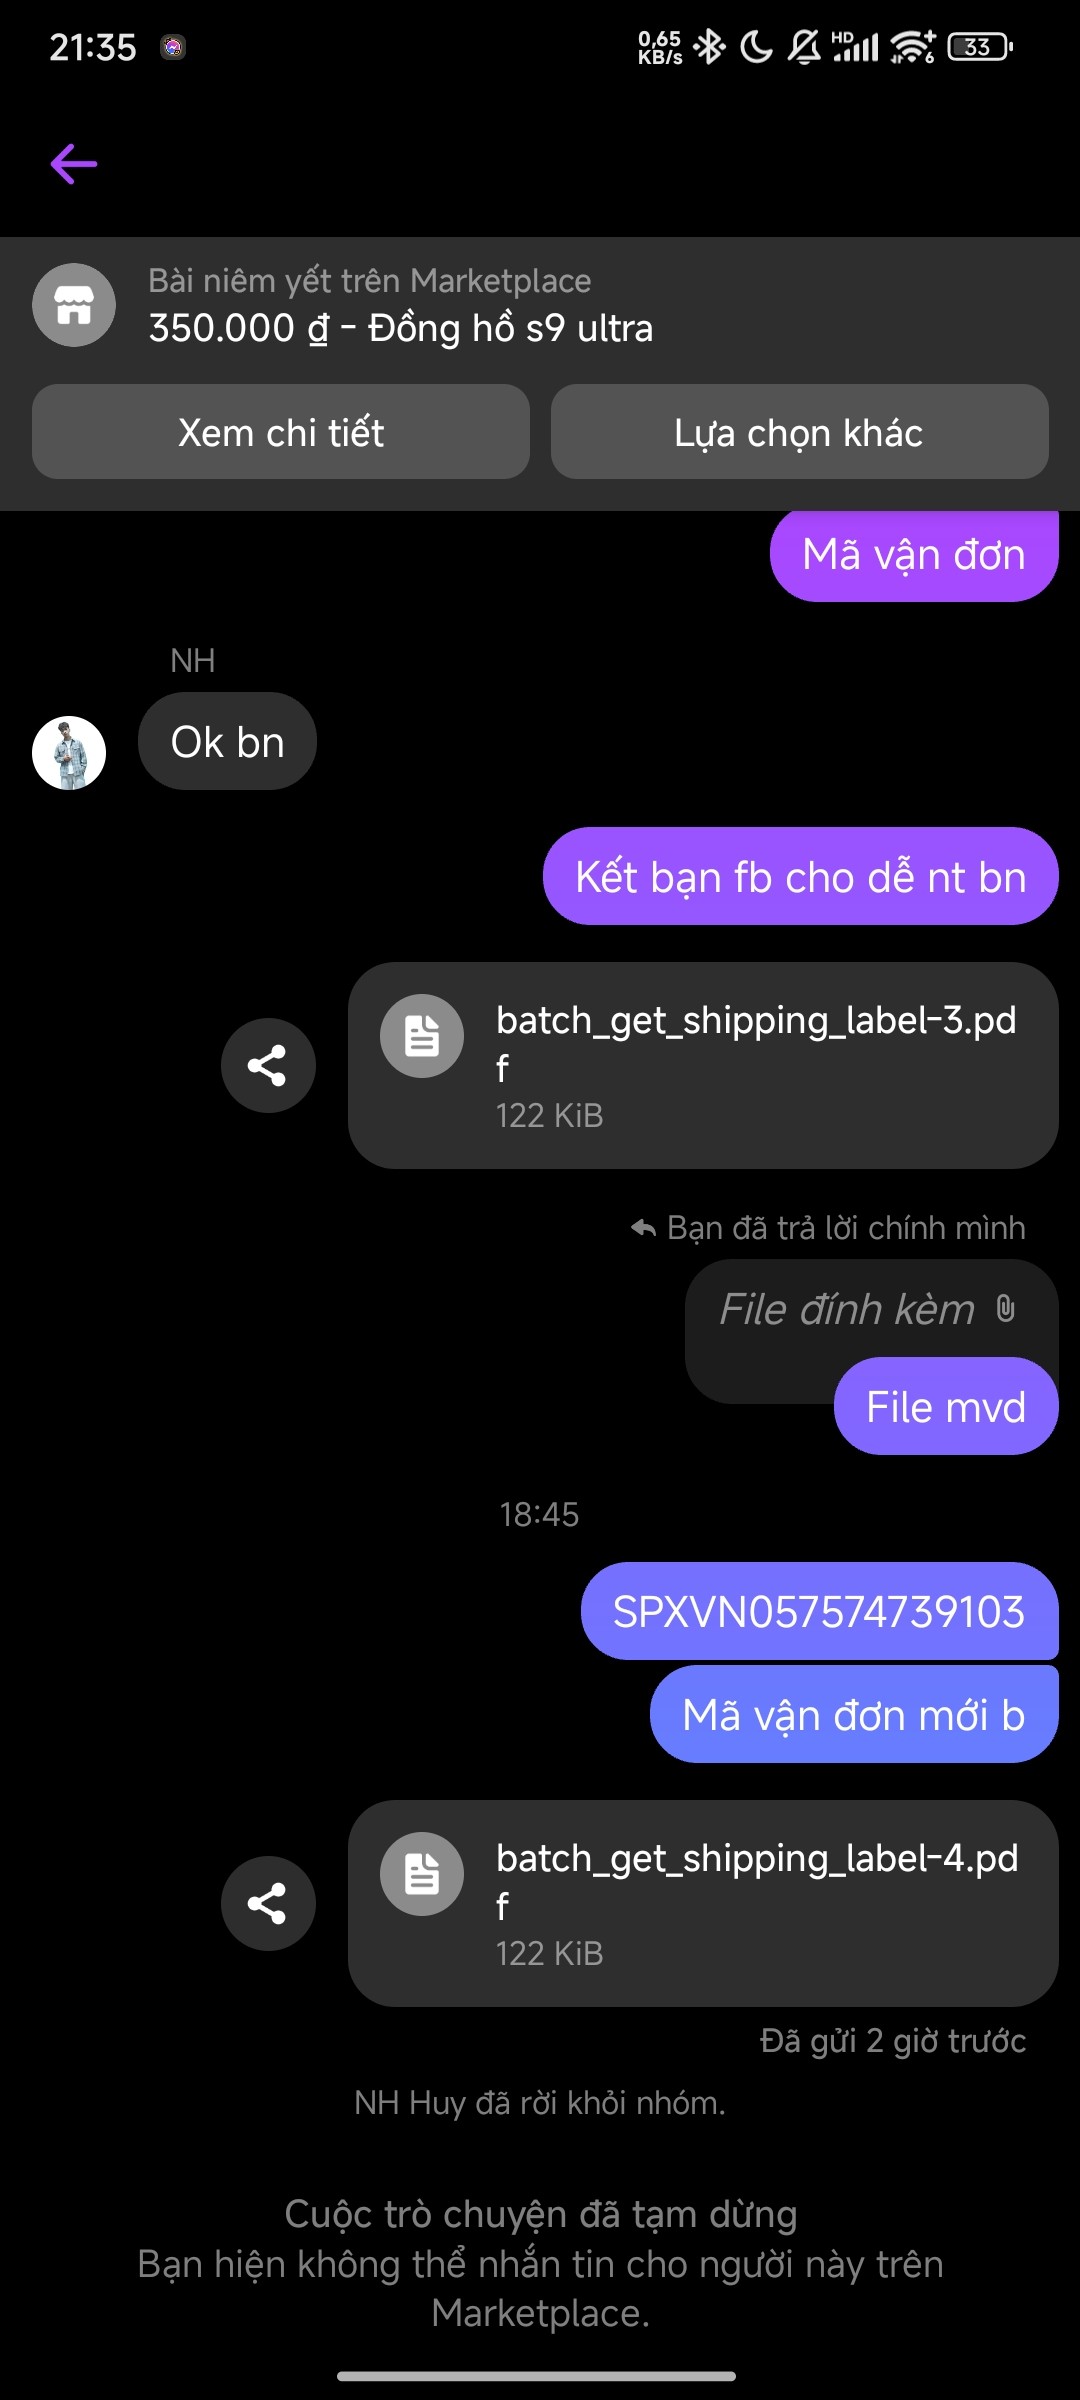 21:35
0,65
KB/s
HD
6
33
Bài niêm yết trên Marketplace
350.000 ₫ - Đồng hồ s9 ultra
Xem chi tiết
Lựa chọn khác
Mã vận đơn
NH
Ok bn
Kết bạn fb cho dễ nt bn
batch_get_shipping_label-3.pd
f
122 KiB
Bạn đã trả lời chính mình
File đính kèm
File mvd
18:45
SPXVN057574739103
Mã vận đơn mới b
batch_get_shipping_label-4.pd
f
122 KiB
Đã gửi 2 giờ trước
NH Huy đã rời khỏi nhóm.
Cuộc trò chuyện đã tạm dừng
Bạn hiện không thể nhắn tin cho người này trên
Marketplace.